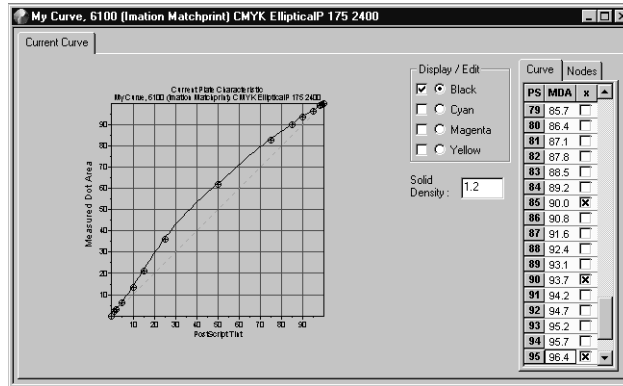 My Curve, 6100 (Imation Matchprint) CMYK EllipticalP 175 2400
Current Curve
Current Plate Characteristic
My Curve, 6100 (Imation Matchprint) CMYK EllipticalP 175 2400
Measured Dot Area
90
80
70
60
50
40
30
20
10
10 20 30 40 50 60 70 80 90
PostScript Tint
Display / Edit
Black
Cyan
Magenta
Yellow
Solid
Density: 1.2
Curve Nodes
PS MDA x
79 85.7
80 86.4
81 87.1
82 87.8
83 88.5
84 89.2
85 90.0
86 90.8
87 91.6
88 92.4
89 93.1
90 93.7
91 94.2
92 94.7
93 95.2
94 95.7
95 96.4